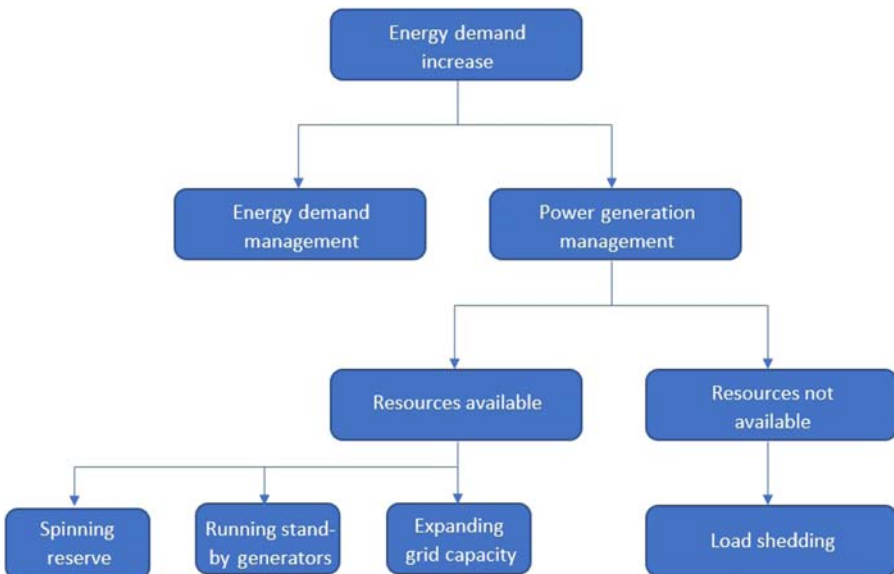 Energy demand
increase
Energy demand
management
Power generation
management
Resources available
Resources not
available
Spinning
reserve
Running stand-
by generators
Expanding
grid capacity
Load shedding